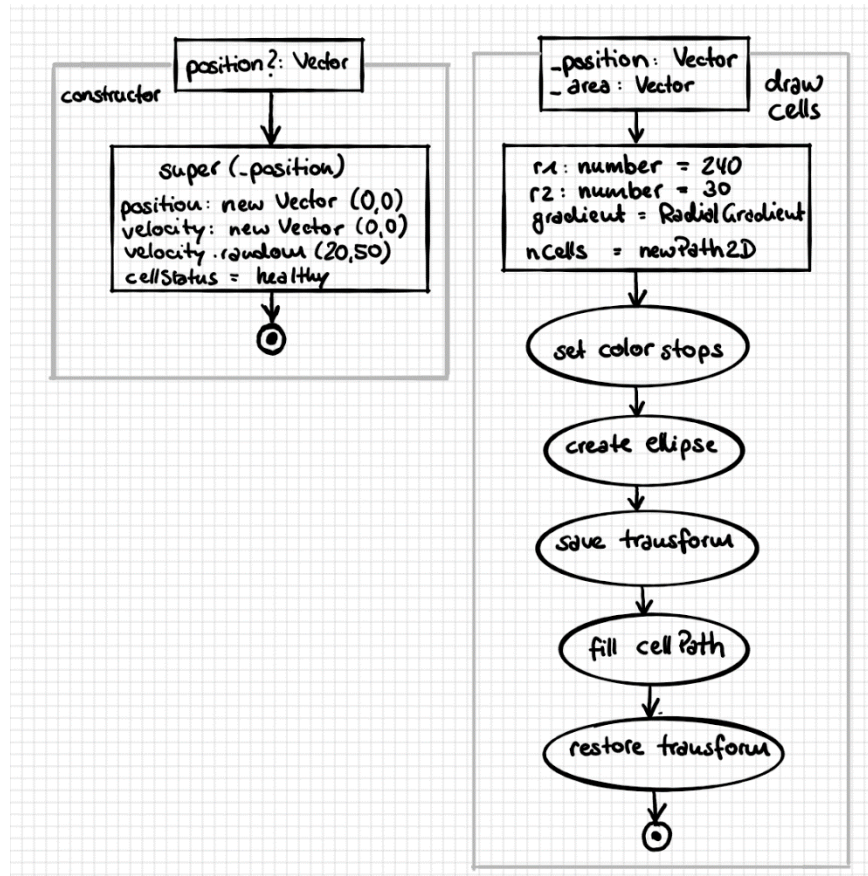 position?: Vector
constructor
super (_position)
position: new Vector (0,0)
velocity: new Vector (0,0)
velocity.random (20,50)
cellStatus = healthy
_position: Vector
_area: Vector
draw
cells
r1: number = 240
r2: number = 30
gradient = RadialGradient
nCells = newPath2D
set color stops
create ellipse
save transform
fill cellPath
restore transform